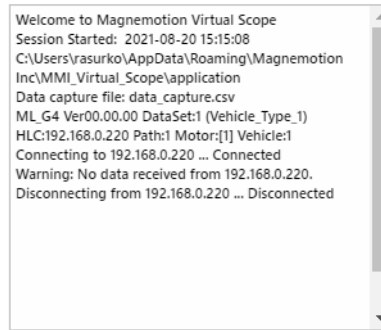 Welcome to Magnemotion Virtual Scope
Session Started:  2021-08-20 15:15:08
C:\Users\rasurko\AppData\Roaming\Magnemotion
Inc\MMI_Virtual_Scope\application
Data capture file: data_capture.csv
ML_G4 Ver00.00.00 DataSet:1 (Vehicle_Type_1)
HLC:192.168.0.220 Path:1 Motor:[1] Vehicle:1
Connecting to 192.168.0.220 ... Connected
Warning: No data received from 192.168.0.220.
Disconnecting from 192.168.0.220 ... Disconnected